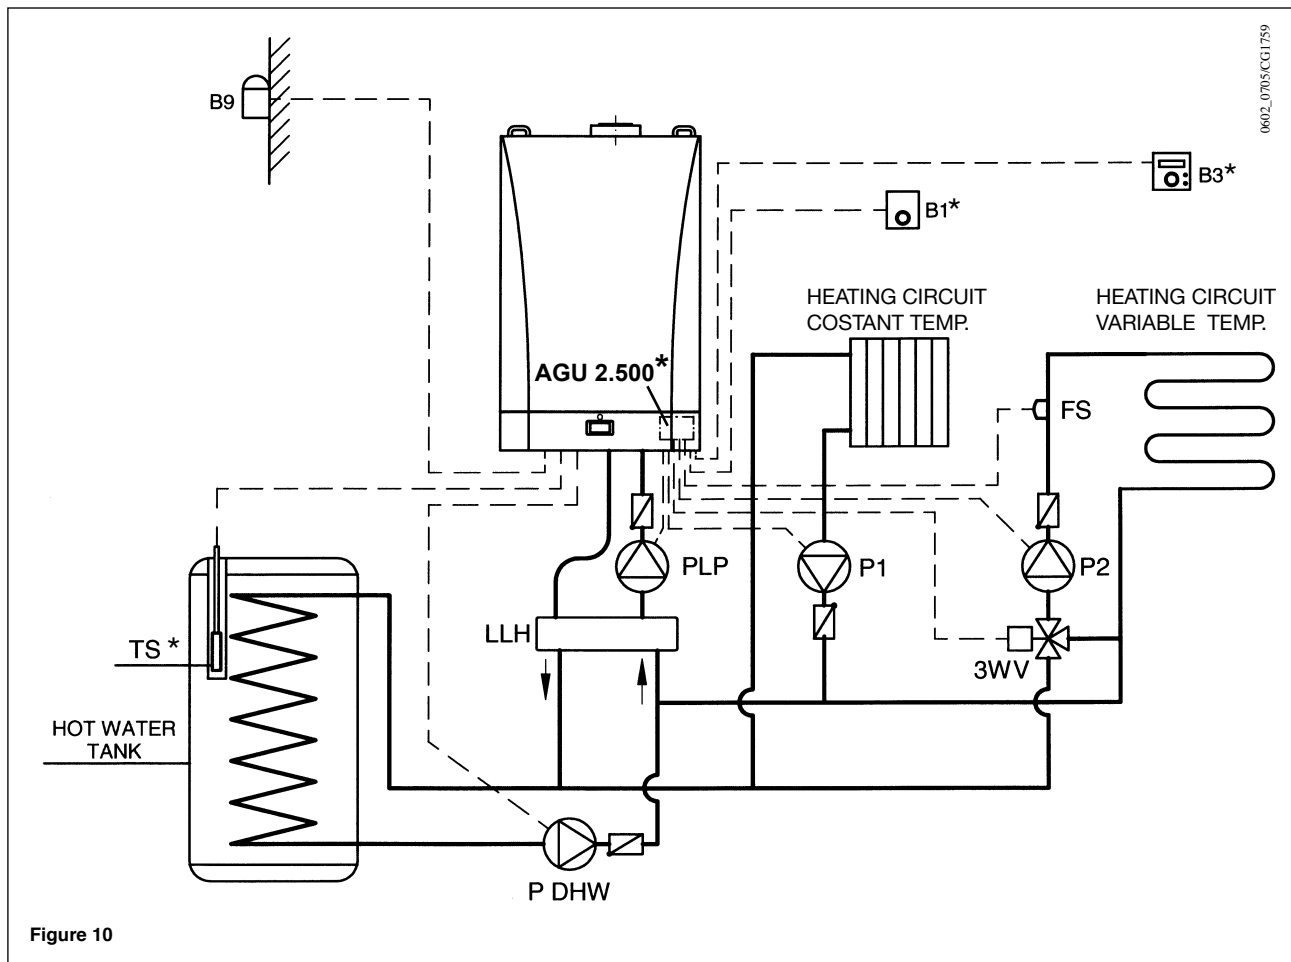 0602_0705/CG1759
B9
B3*
B1*
HEATING CIRCUIT
COSTANT TEMP.
HEATING CIRCUIT
VARIABLE TEMP.
AGU 2.500*
FS
PLP
P1
P2
LLH
TS *
3WV
HOT WATER
TANK
P DHW
Figure 10